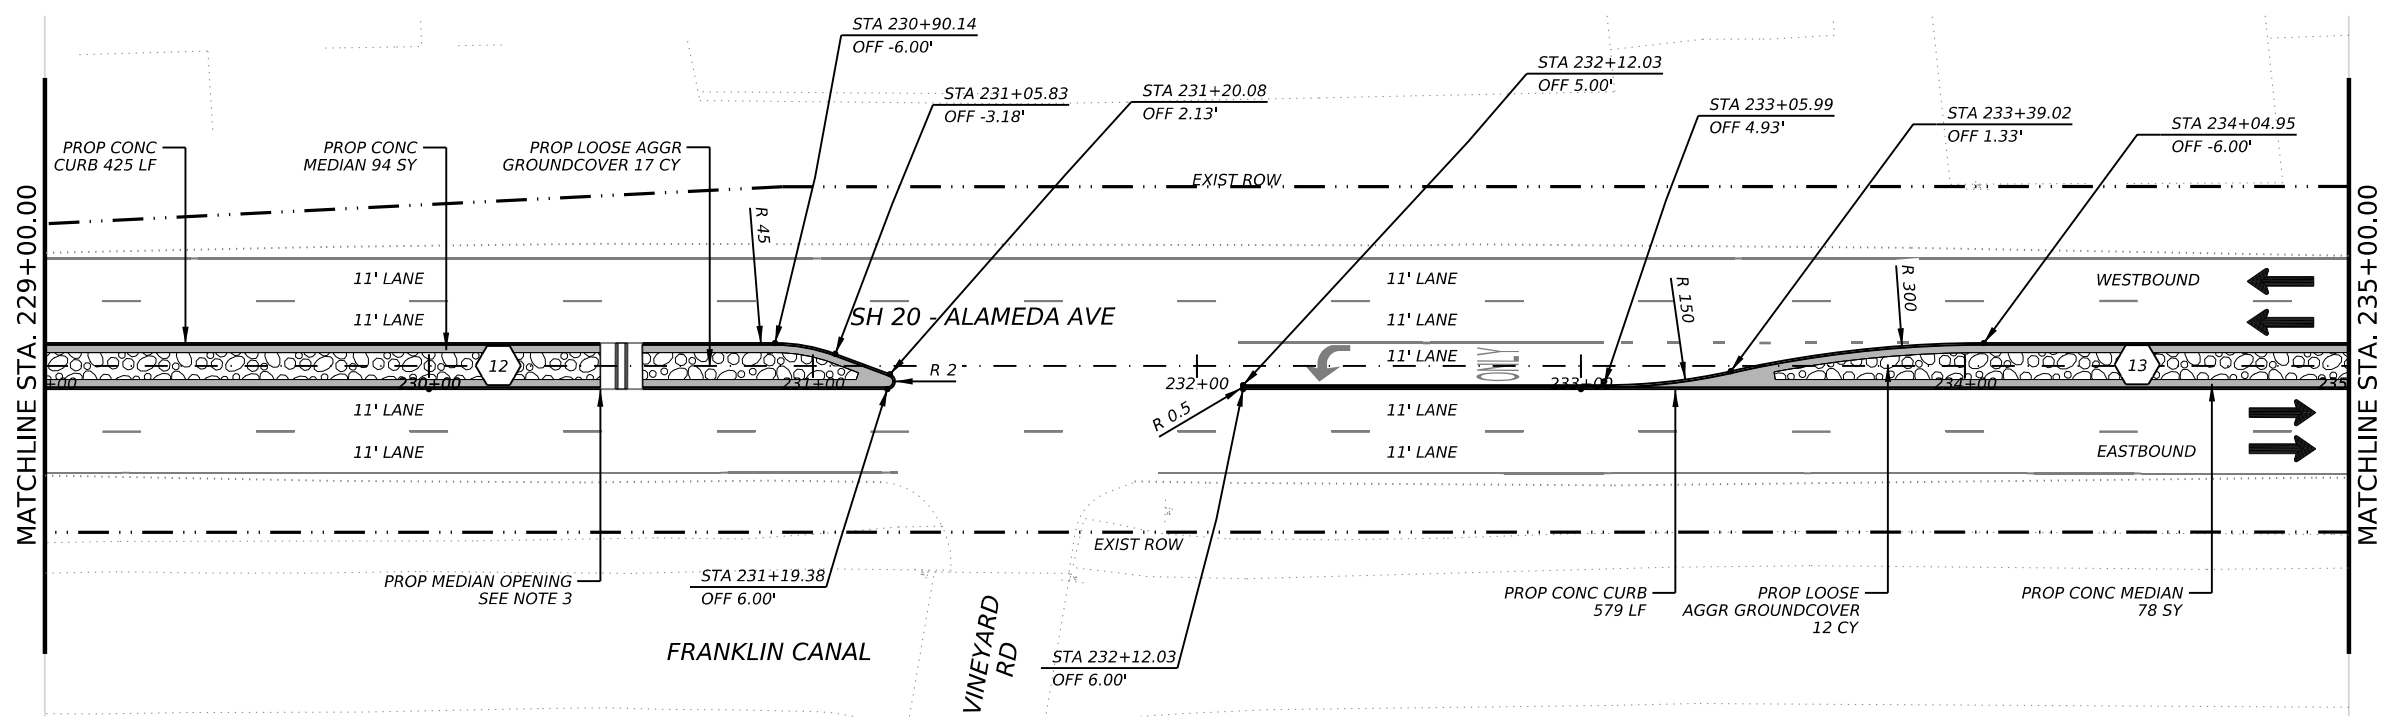 STA 230+90.14
OFF -6.00'
STA 231+05.83
OFF -3.18'
STA 231+20.08
OFF 2.13'
STA 232+12.03
OFF 5.00'
STA 233+05.99
OFF 4.93'
STA 233+39.02
OFF 1.33'
STA 234+04.95
OFF -6.00'
PROP CONC
CURB 425 LF
PROP CONC
MEDIAN 94 SY
PROP LOOSE AGGR
GROUNDCOVER 17 CY
EXIST ROW
MATCHLINE STA. 229+00.00
MATCHLINE STA. 235+00.00
R 45
11' LANE
11' LANE
WESTBOUND
R 150
R 300
11' LANE
SH 20 - ALAMEDA AVE
11' LANE
11' LANE
ONLY
12
13
R 2
+00
230+00
231+00
232+00
233+00
234+00
235
R 0.5
11' LANE
11' LANE
11' LANE
11' LANE
EASTBOUND
EXIST ROW
PROP MEDIAN OPENING
SEE NOTE 3
STA 231+19.38
OFF 6.00'
PROP CONC CURB
579 LF
PROP LOOSE
AGGR GROUNDCOVER
12 CY
PROP CONC MEDIAN
78 SY
FRANKLIN CANAL
VINEYARD
RD
STA 232+12.03
OFF 6.00'